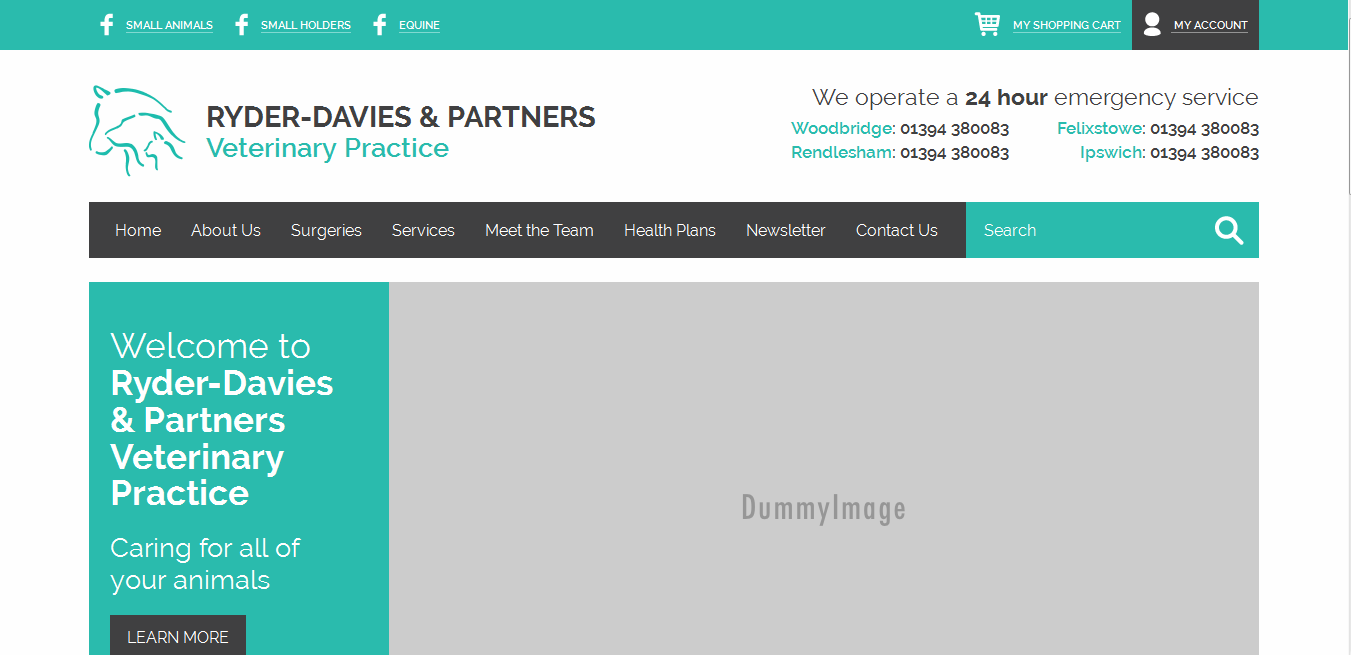 SMALL ANIMALS SMALL HOLDERS EQUINE MY SHOPPING CART MY ACCOUNT
RYDER-DAVIES & PARTNERS
Veterinary Practice
We operate a 24 hour emergency service
Woodbridge: 01394 380083 Felixstowe: 01394 380083
Rendlesham: 01394 380083 Ipswich: 01394 380083
Home About Us Surgeries Services Meet the Team Health Plans Newsletter Contact Us Search
Welcome to
Ryder-Davies
& Partners
Veterinary
Practice
Caring for all of
your animals
LEARN MORE
DummyImage